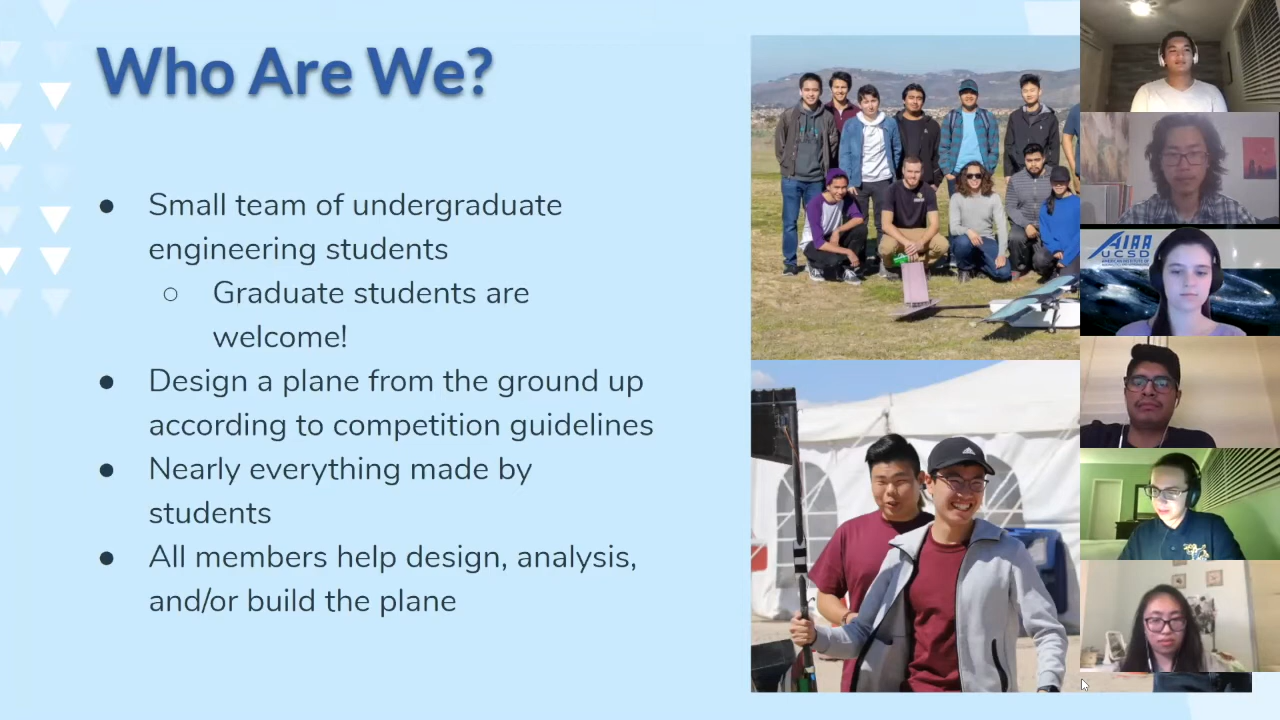 Who Are We?
● Small team of undergraduate
engineering students
○ Graduate students are
welcome!
● Design a plane from the ground up
according to competition guidelines
● Nearly everything made by
students
● All members help design, analysis,
and/or build the plane
AIAA
UCSD